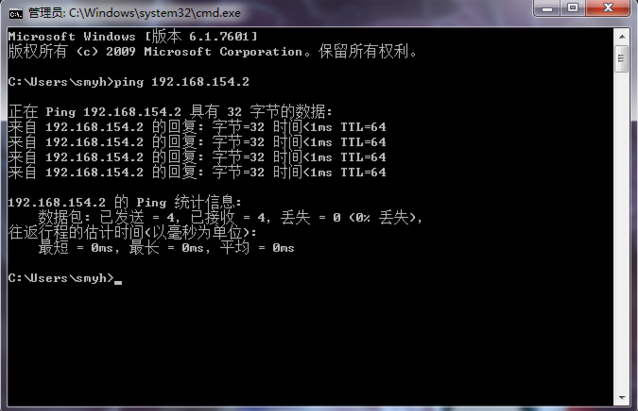 管理员: C:\Windows\system32\cmd.exe
Microsoft Windows [版本 6.1.7601]
版权所有 (c) 2009 Microsoft Corporation。保留所有权利。
C:\Users\smyh>ping 192.168.154.2
正在 Ping 192.168.154.2 具有 32 字节的数据:
来自 192.168.154.2 的回复: 字节=32 时间<1ms TTL=64
来自 192.168.154.2 的回复: 字节=32 时间<1ms TTL=64
来自 192.168.154.2 的回复: 字节=32 时间<1ms TTL=64
来自 192.168.154.2 的回复: 字节=32 时间<1ms TTL=64
192.168.154.2 的 Ping 统计信息:
数据包: 已发送 = 4，已接收 = 4，丢失 = 0 (0% 丢失)，
往返行程的估计时间(以毫秒为单位):
最短 = 0ms，最长 = 0ms，平均 = 0ms
C:\Users\smyh>